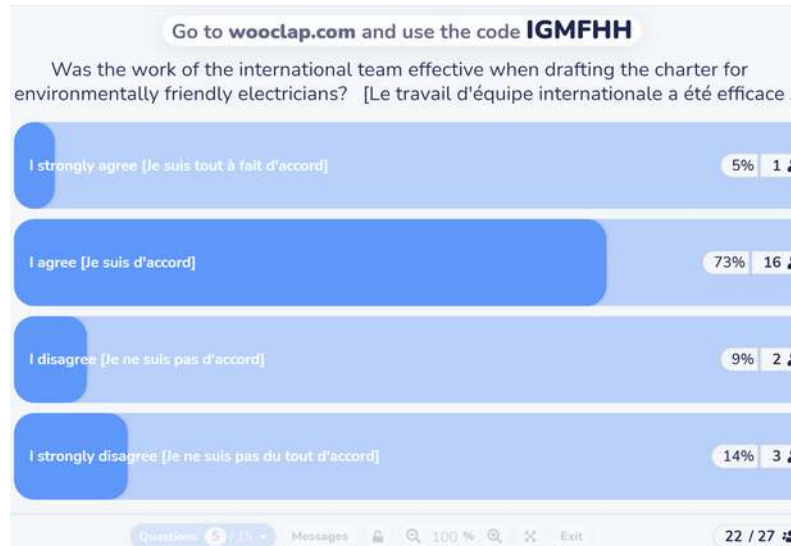 Go to wooclap.com and use the code IGMFHH
Was the work of the international team effective when drafting the charter for
environmentally friendly electricians? [Le travail d'équipe internationale a été efficace
I strongly agree [Je suis tout à fait d'accord]
5% 1
I agree [Je suis d'accord]
73% 16
I disagree [Je ne suis pas d'accord]
9% 2
I strongly disagree [Je ne suis pas du tout d'accord]
14% 3
Questions 5 / 15 Messages 100 % Exit 22 / 27